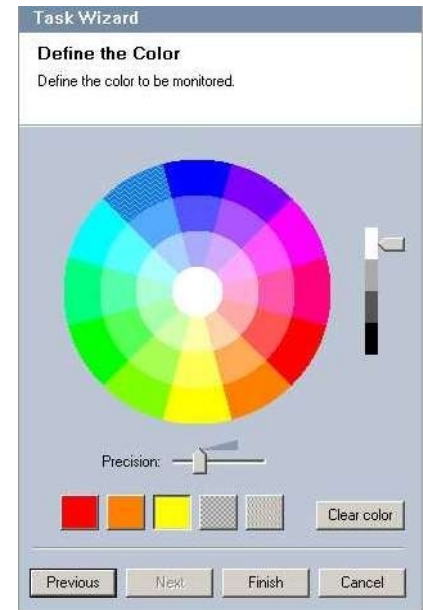 Task Wizard
Define the Color
Define the color to be monitored.
Precision:
Clear color
Previous Next Finish Cancel